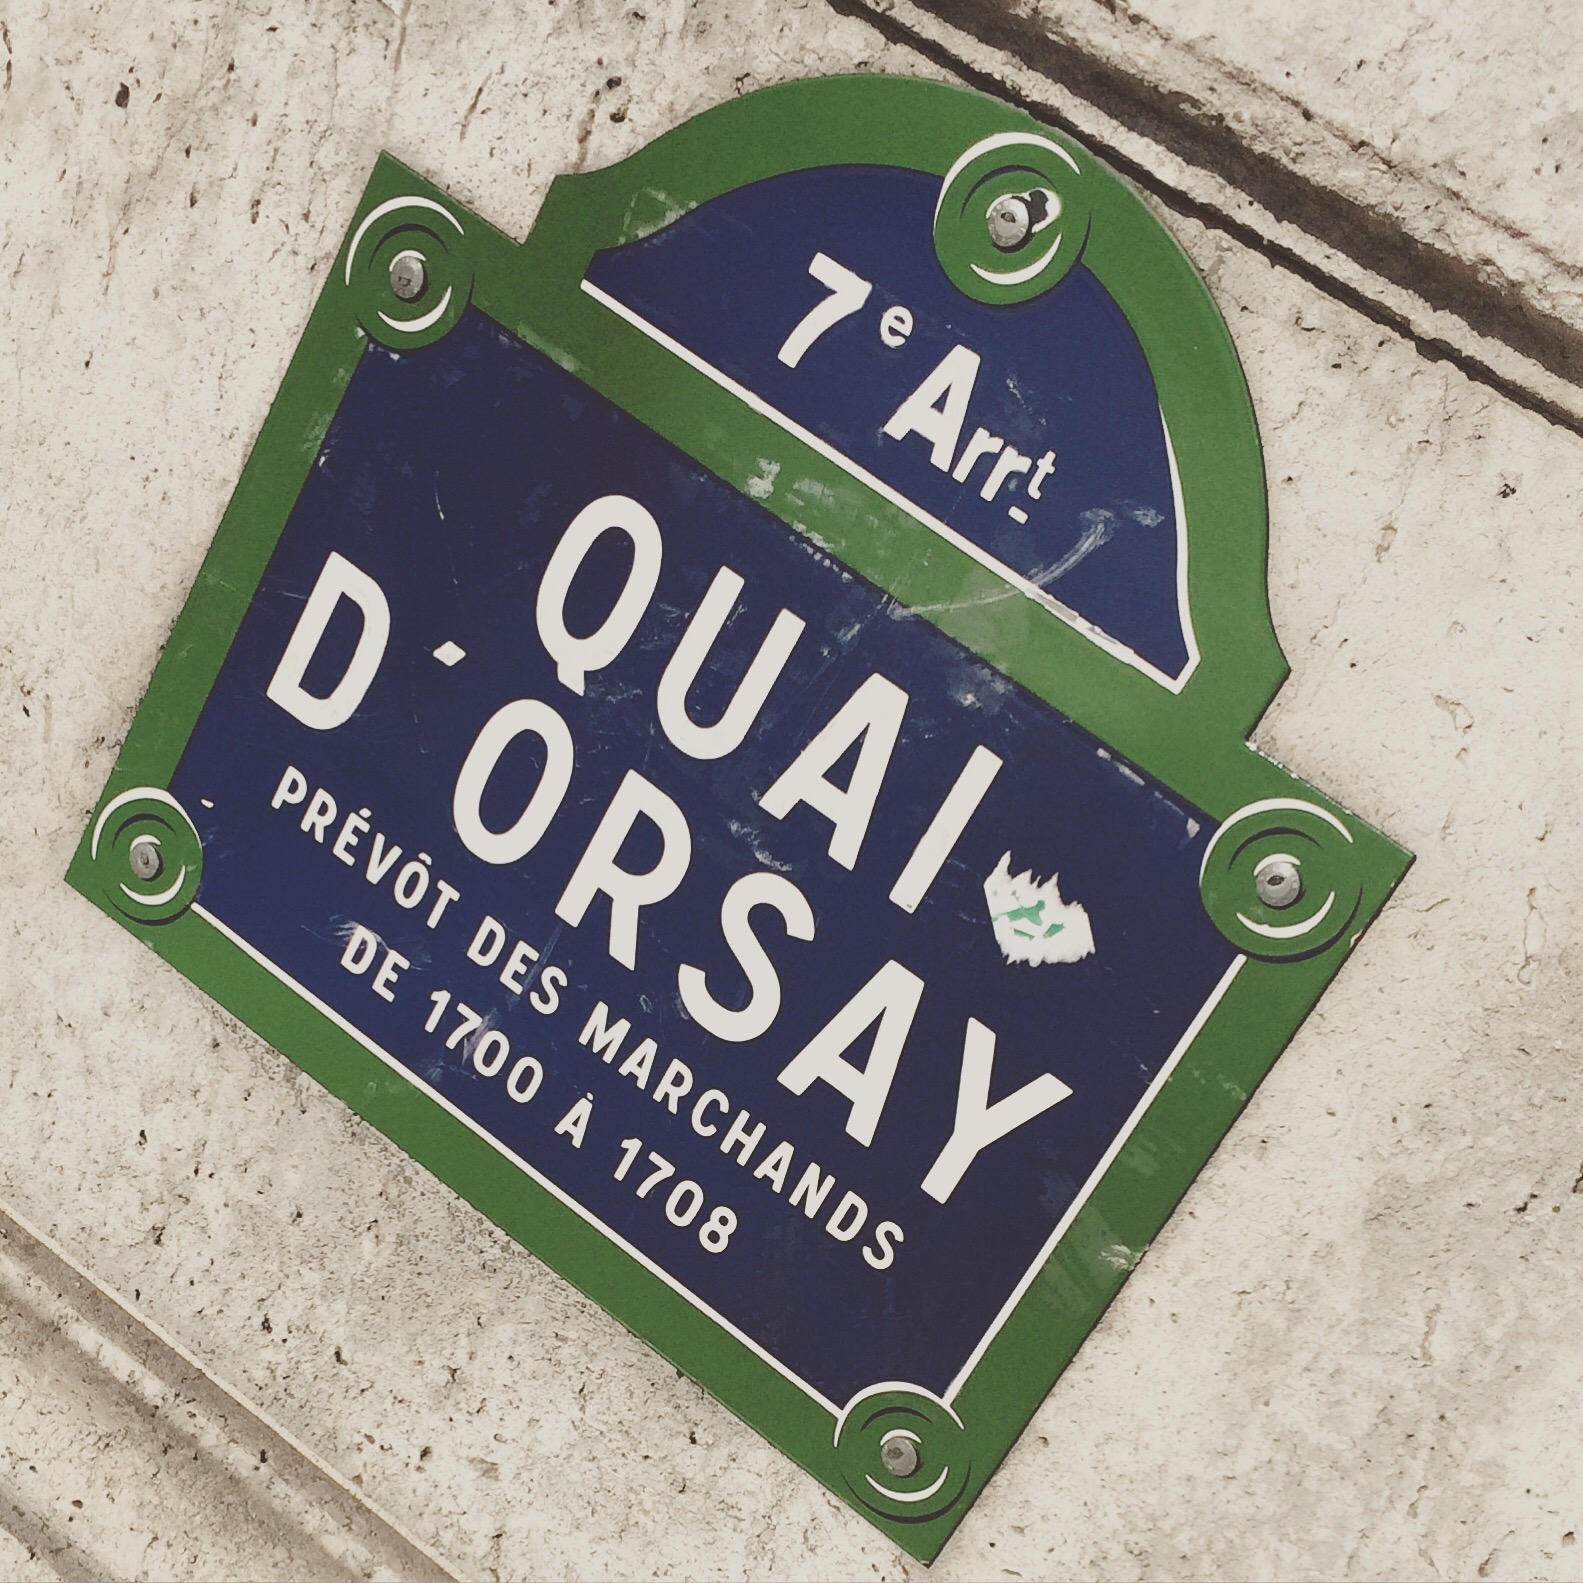 7e Arrt
QUAI
D'ORSAY
PRÉVÔT DES MARCHANDS
DE 1700 À 1708